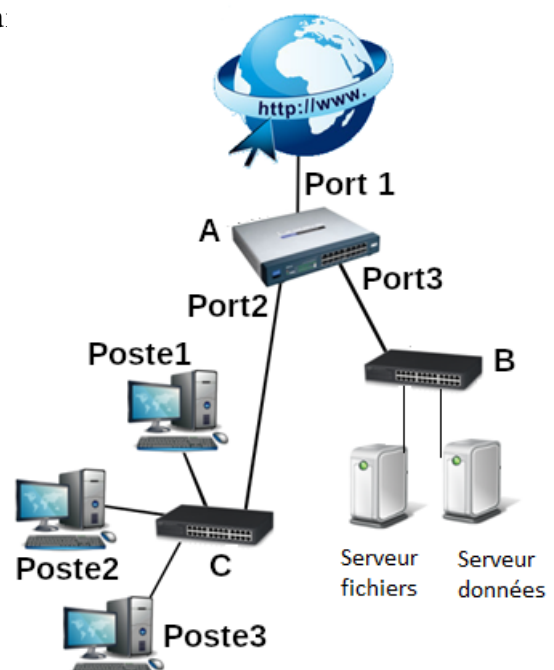 http://www.
Port 1
A
Port2
Port3
Poste1
B
Poste2
C
Serveur
fichiers
Serveur
données
Poste3